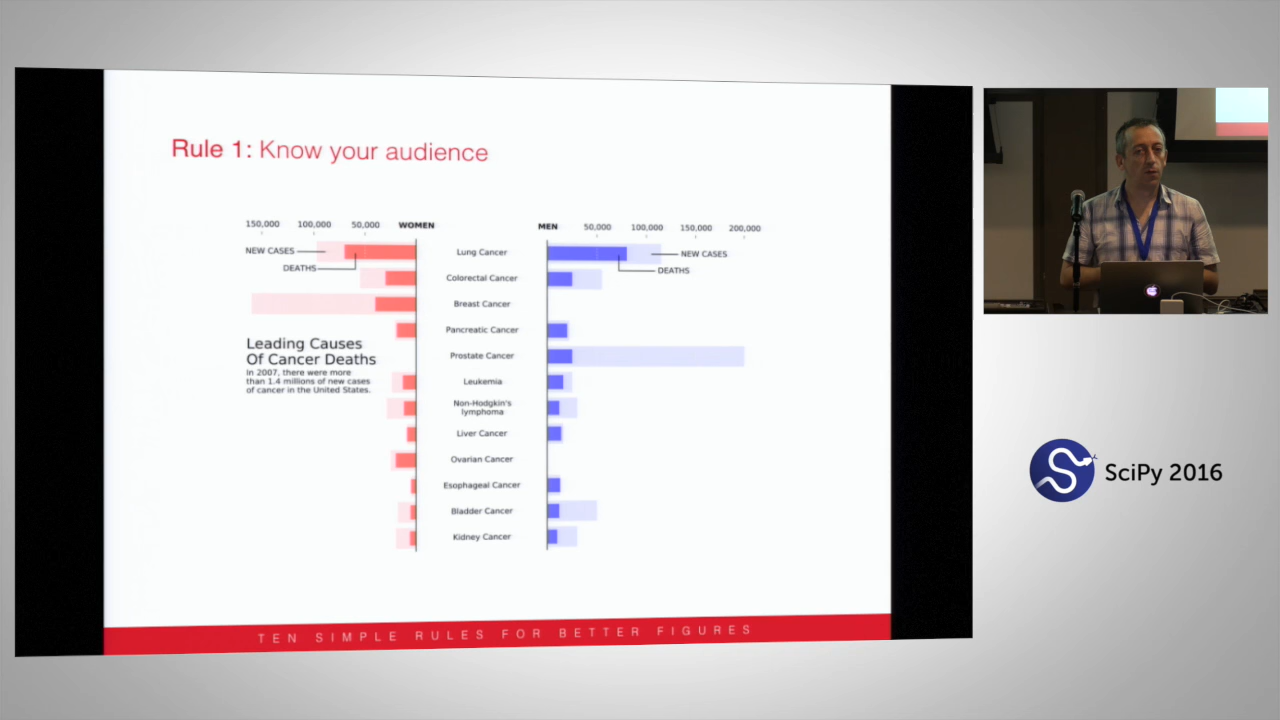 Rule 1: Know your audience
150,000 100,000 50,000 WOMEN MEN 50,000 100,000 150,000 200,000
NEW CASES
DEATHS
NEW CASES
DEATHS
Lung Cancer
Colorectal Cancer
Breast Cancer
Pancreatic Cancer
Prostate Cancer
Leukemia
Non-Hodgkin's
lymphoma
Liver Cancer
Ovarian Cancer
Esophageal Cancer
Bladder Cancer
Kidney Cancer
Leading Causes
Of Cancer Deaths
In 2007, there were more
than 1.4 millions of new cases
of cancer in the United States.
TEN SIMPLE RULES FOR BETTER FIGURES
SciPy 2016